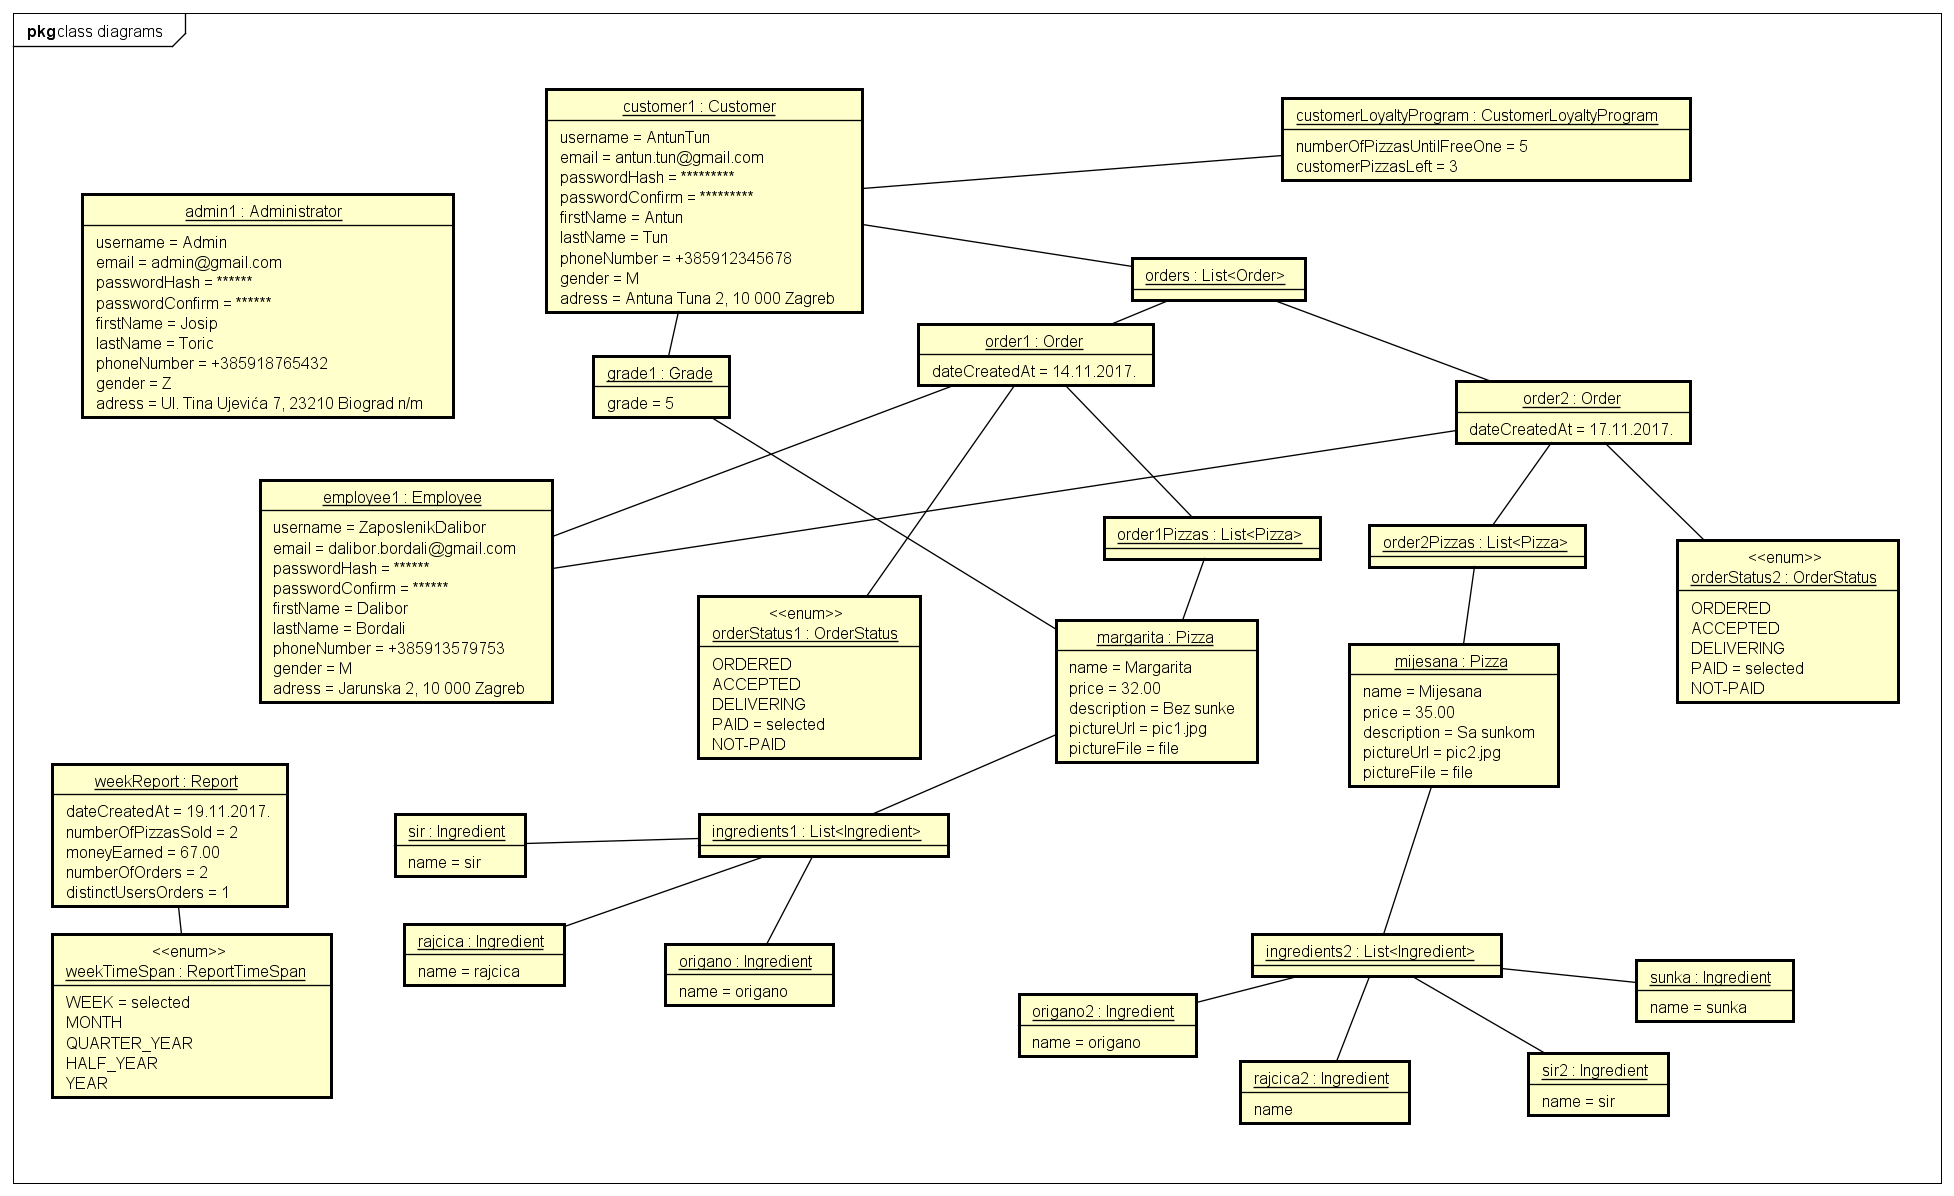 pkg class diagrams
customer1 : Customer
username = AntunTun
email = antun.tun@gmail.com
passwordHash = *********
passwordConfirm = *********
firstName = Antun
lastName = Tun
phoneNumber = +385912345678
gender = M
adress = Antuna Tuna 2, 10 000 Zagreb
customerLoyaltyProgram : CustomerLoyaltyProgram
numberOfPizzasUntilFreeOne = 5
customerPizzasLeft = 3
admin1 : Administrator
username = Admin
email = admin@gmail.com
passwordHash = ******
passwordConfirm = ******
firstName = Josip
lastName = Toric
phoneNumber = +385918765432
gender = Z
adress = Ul. Tina Ujevića 7, 23210 Biograd n/m
orders : List<Order>
order1 : Order
dateCreatedAt = 14.11.2017.
grade1 : Grade
grade = 5
order2 : Order
dateCreatedAt = 17.11.2017.
employee1 : Employee
username = ZaposlenikDalibor
email = dalibor.bordali@gmail.com
passwordHash = ******
passwordConfirm = ******
firstName = Dalibor
lastName = Bordali
phoneNumber = +385913579753
gender = M
adress = Jarunska 2, 10 000 Zagreb
order1Pizzas : List<Pizza>
order2Pizzas : List<Pizza>
<<enum>>
orderStatus2 : OrderStatus
ORDERED
ACCEPTED
DELIVERING
PAID = selected
NOT-PAID
<<enum>>
orderStatus1 : OrderStatus
ORDERED
ACCEPTED
DELIVERING
PAID = selected
NOT-PAID
margarita : Pizza
name = Margarita
price = 32.00
description = Bez sunke
pictureUrl = pic1.jpg
pictureFile = file
mijesana : Pizza
name = Mijesana
price = 35.00
description = Sa sunkom
pictureUrl = pic2.jpg
pictureFile = file
weekReport : Report
dateCreatedAt = 19.11.2017.
numberOfPizzasSold = 2
moneyEarned = 67.00
numberOfOrders = 2
distinctUsersOrders = 1
<<enum>>
weekTimeSpan : ReportTimeSpan
WEEK = selected
MONTH
QUARTER_YEAR
HALF_YEAR
YEAR
sir : Ingredient
name = sir
ingredients1 : List<Ingredient>
rajcica : Ingredient
name = rajcica
origano : Ingredient
name = origano
ingredients2 : List<Ingredient>
sunka : Ingredient
name = sunka
origano2 : Ingredient
name = origano
rajcica2 : Ingredient
name
sir2 : Ingredient
name = sir